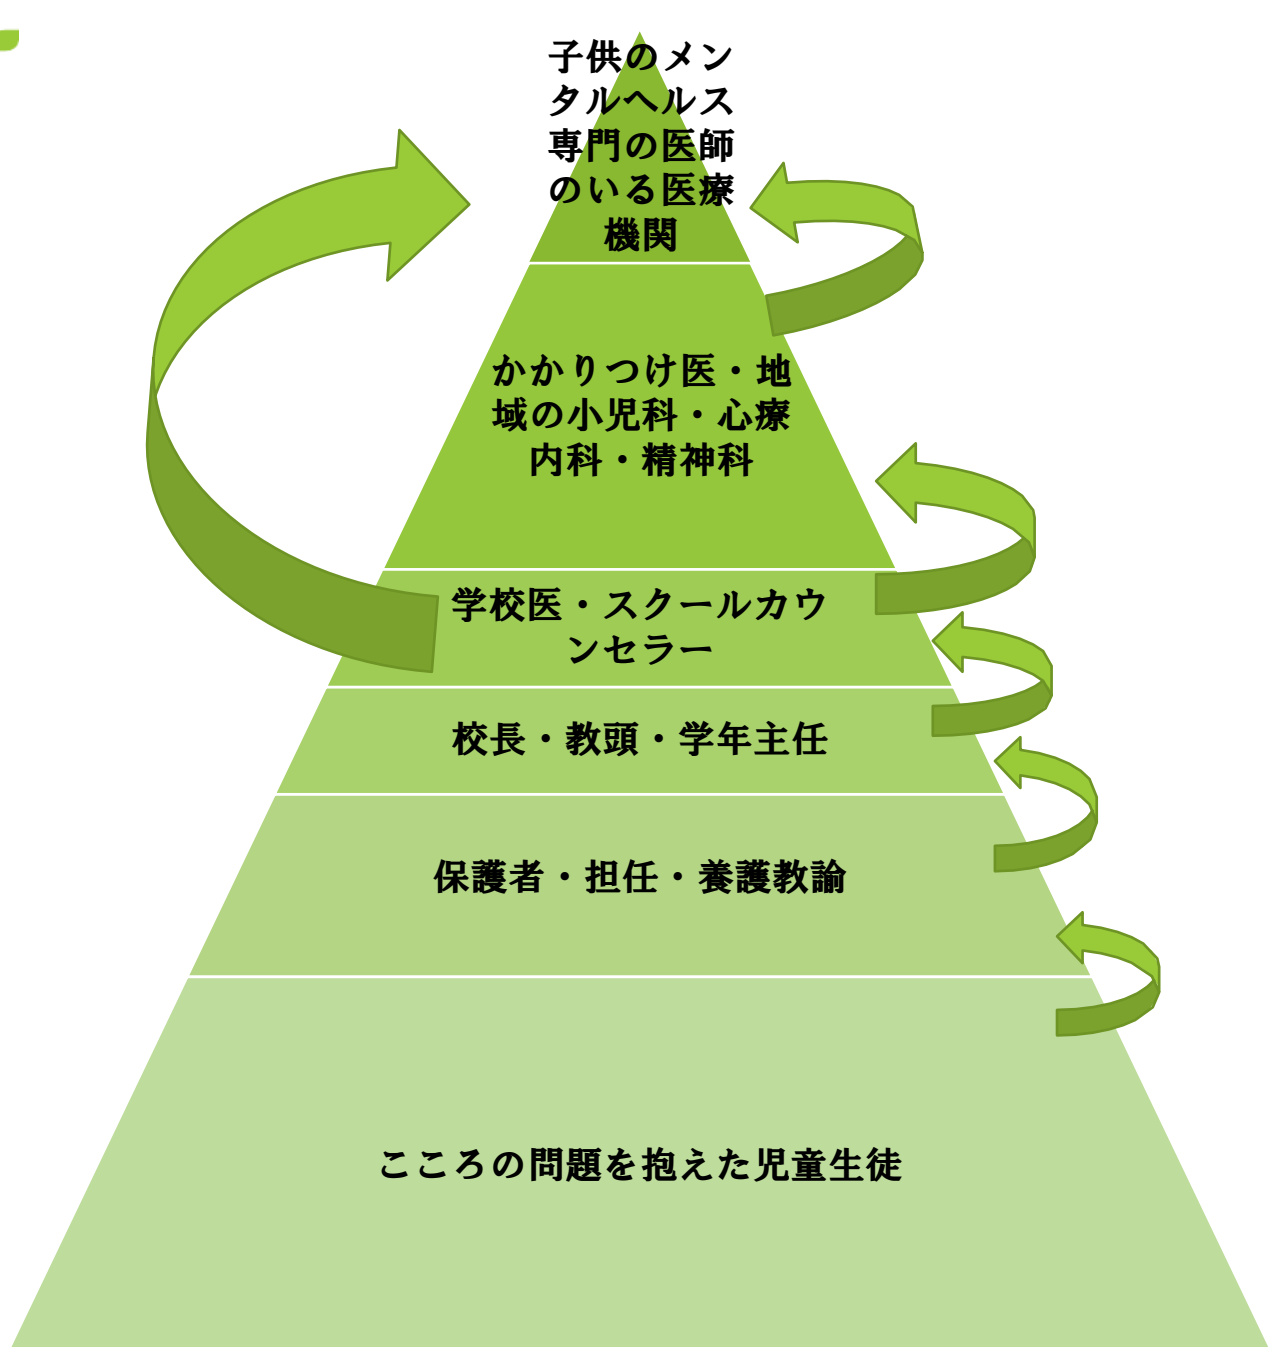 子供のメン
タルヘルス
専門の医師
のいる医療
機関
かかりつけ医・地
域の小児科・心療
内科・精神科
学校医・スクールカウ
ンセラー
校長・教頭・学年主任
保護者・担任・養護教諭
こころの問題を抱えた児童生徒